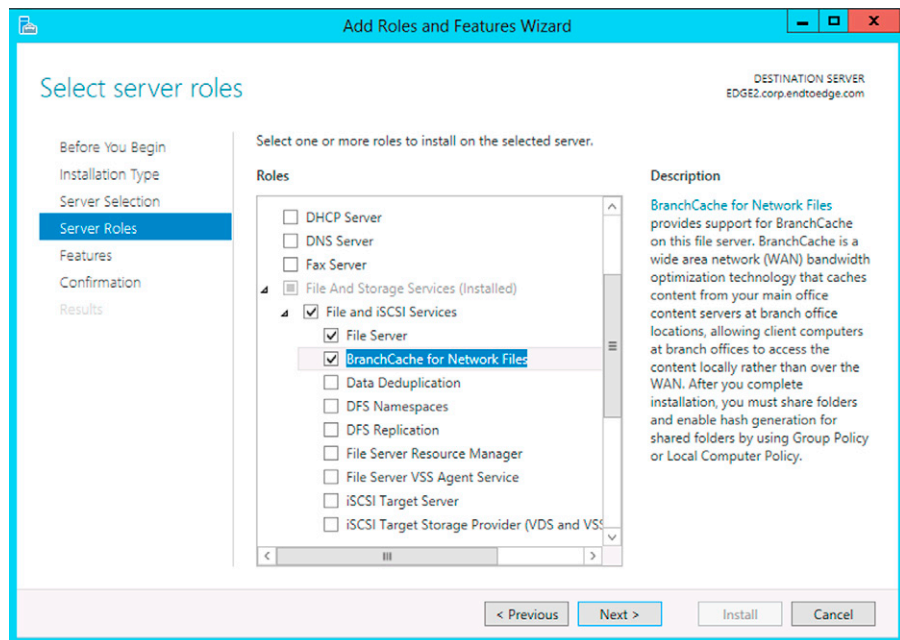 Add Roles and Features Wizard
Select server roles
DESTINATION SERVER
EDGE2.corp.endtoedge.com
Before You Begin
Installation Type
Server Selection
Server Roles
Features
Confirmation
Results
Select one or more roles to install on the selected server.
Roles
DHCP Server
DNS Server
Fax Server
File And Storage Services (Installed)
File and iSCSI Services
File Server
BranchCache for Network Files
Data Deduplication
DFS Namespaces
DFS Replication
File Server Resource Manager
File Server VSS Agent Service
iSCSI Target Server
iSCSI Target Storage Provider (VDS and VSS
Description
BranchCache for Network Files
provides support for BranchCache
on this file server. BranchCache is a
wide area network (WAN) bandwidth
optimization technology that caches
content from your main office
content servers at branch office
locations, allowing client computers
at branch offices to access the
content locally rather than over the
WAN. After you complete
installation, you must share folders
and enable hash generation for
shared folders by using Group Policy
or Local Computer Policy.
< Previous
Next >
Install
Cancel